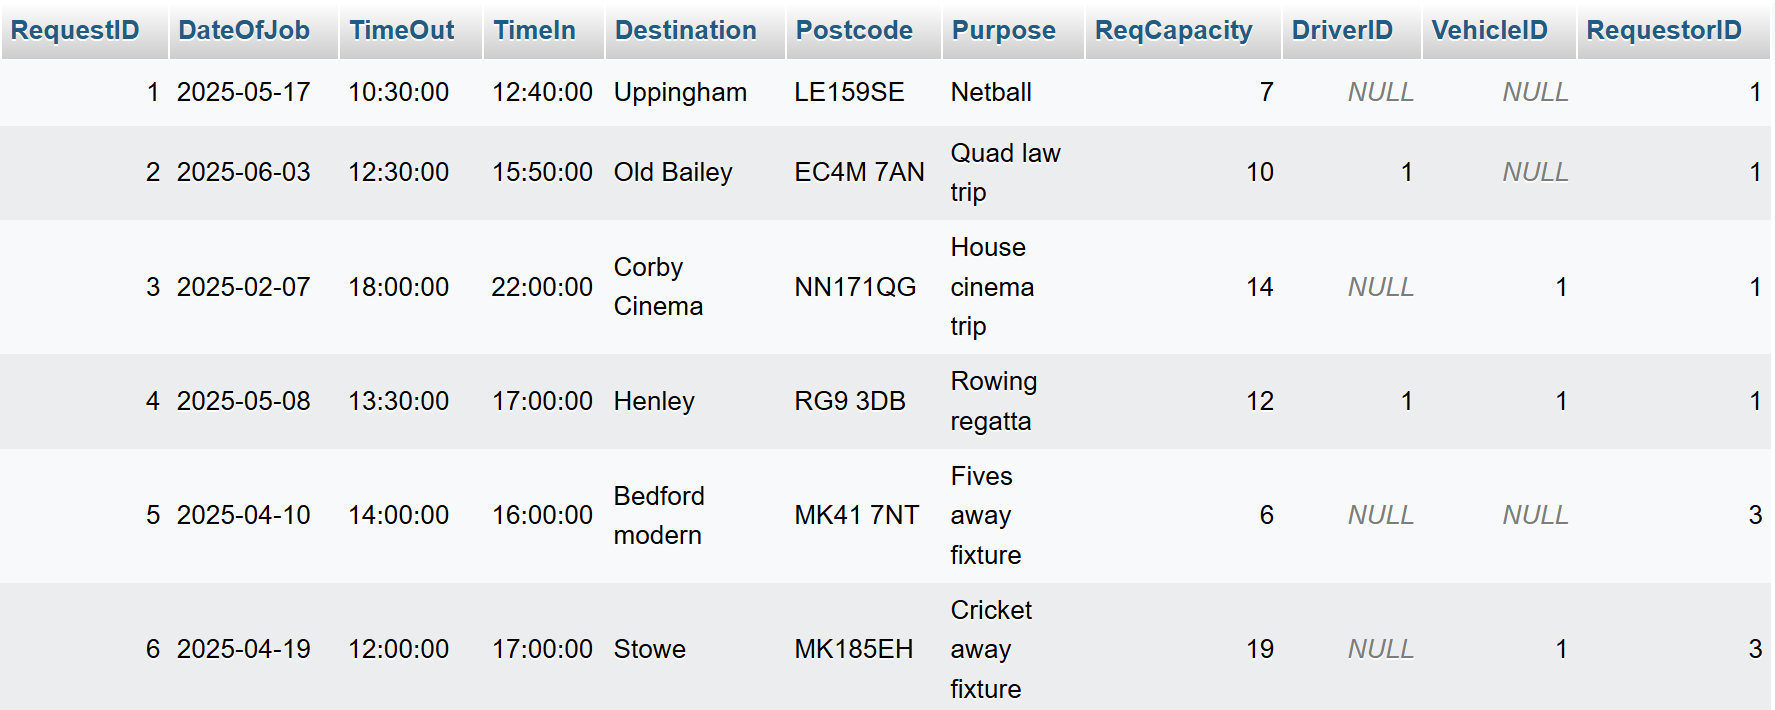 RequestID DateOfJob TimeOut TimeIn Destination Postcode Purpose ReqCapacity DriverID VehicleID RequestorID
1 2025-05-17 10:30:00 12:40:00 Uppingham LE159SE Netball 7 NULL NULL 1
2 2025-06-03 12:30:00 15:50:00 Old Bailey EC4M 7AN Quad law
trip 10 1 NULL 1
3 2025-02-07 18:00:00 22:00:00 Corby
Cinema NN171QG House
cinema
trip 14 NULL 1 1
4 2025-05-08 13:30:00 17:00:00 Henley RG9 3DB Rowing
regatta 12 1 1 1
5 2025-04-10 14:00:00 16:00:00 Bedford
modern MK41 7NT Fives
away
fixture 6 NULL NULL 3
6 2025-04-19 12:00:00 17:00:00 Stowe MK185EH Cricket
away
fixture 19 NULL 1 3